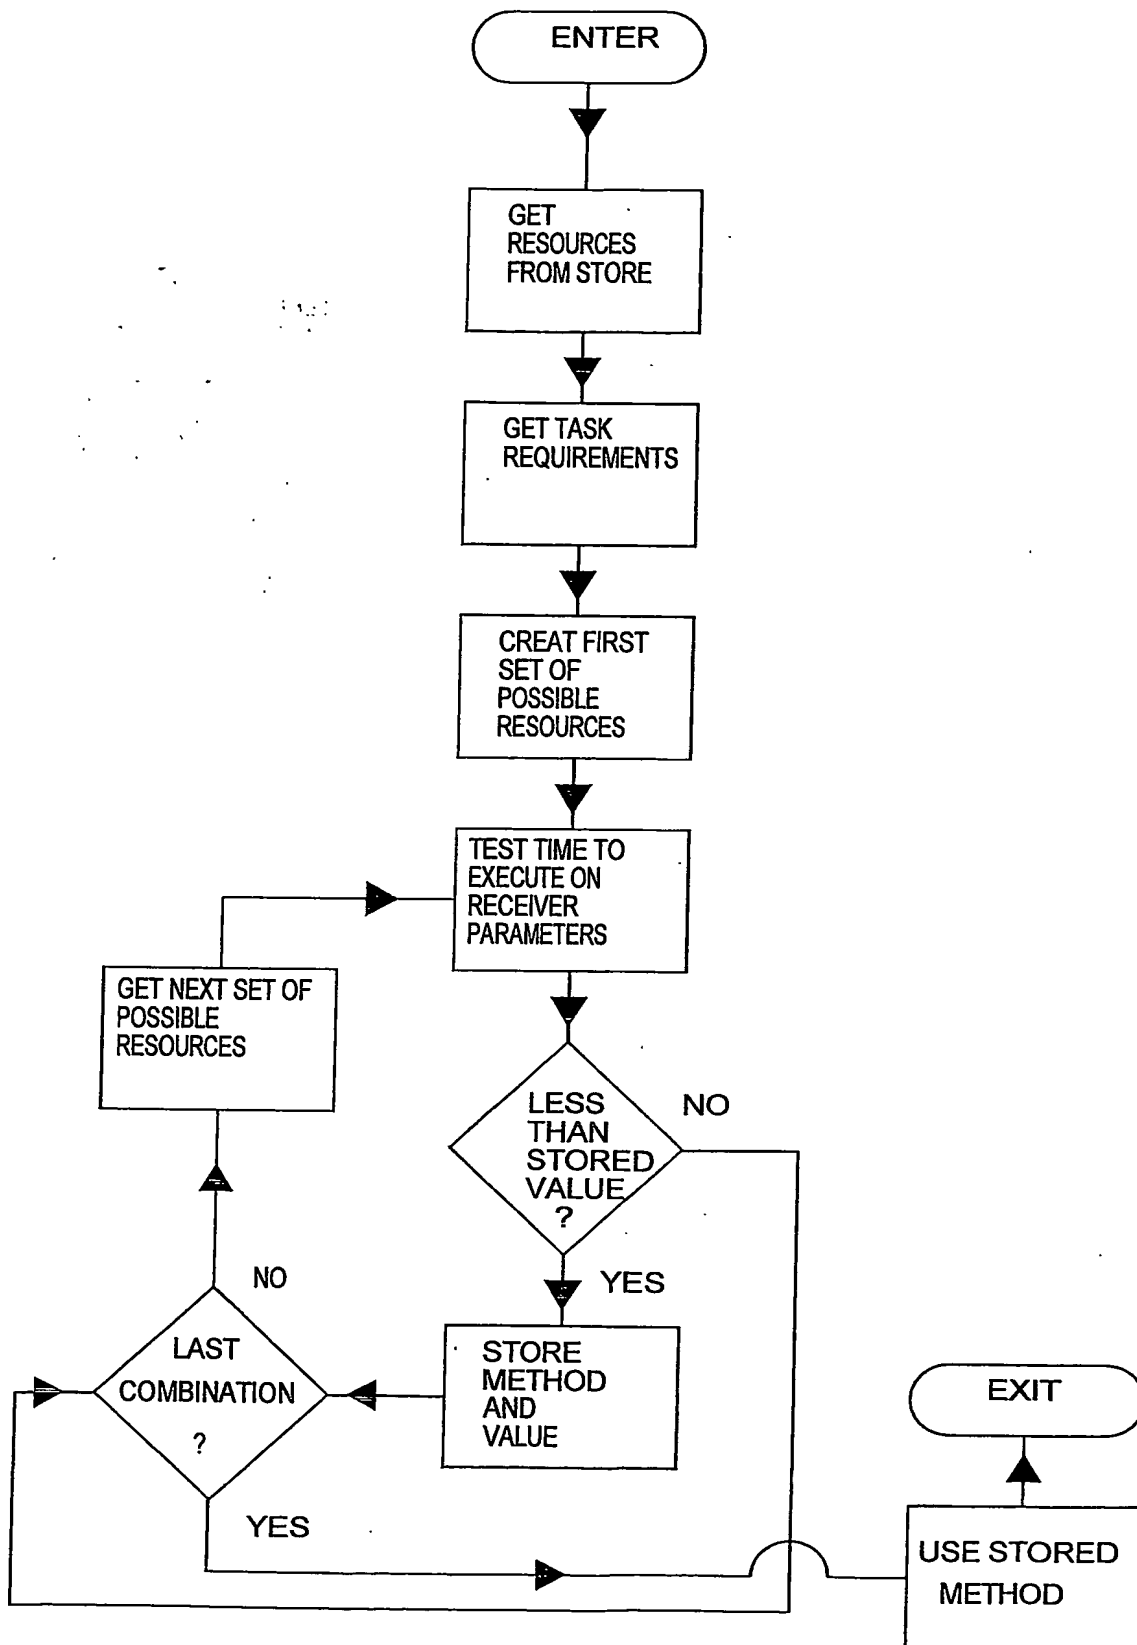 ENTER
GET
RESOURCES
FROM STORE
GET TASK
REQUIREMENTS
CREAT FIRST
SET OF
POSSIBLE
RESOURCES
TEST TIME TO
EXECUTE ON
RECEIVER
PARAMETERS
GET NEXT SET OF
POSSIBLE
RESOURCES
LESS
THAN
STORED
VALUE
?
NO
YES
NO
LAST
COMBINATION
?
STORE
METHOD
AND
VALUE
YES
EXIT
USE STORED
METHOD